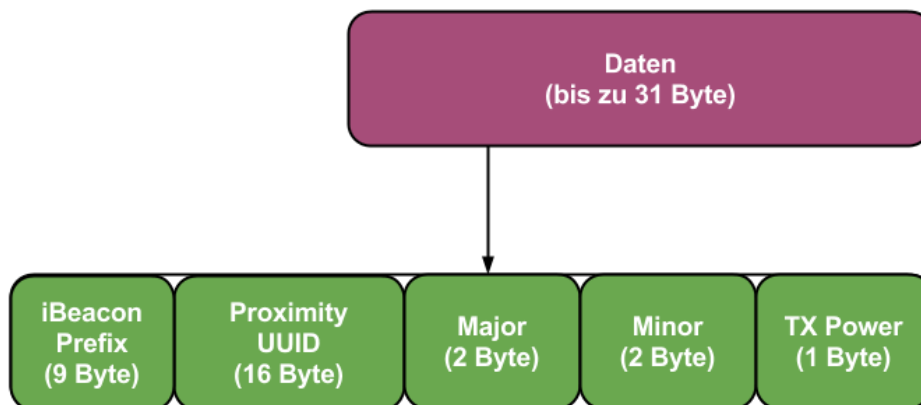 Daten
(bis zu 31 Byte)
iBeacon
Prefix
(9 Byte)
Proximity
UUID
(16 Byte)
Major
(2 Byte)
Minor
(2 Byte)
TX Power
(1 Byte)